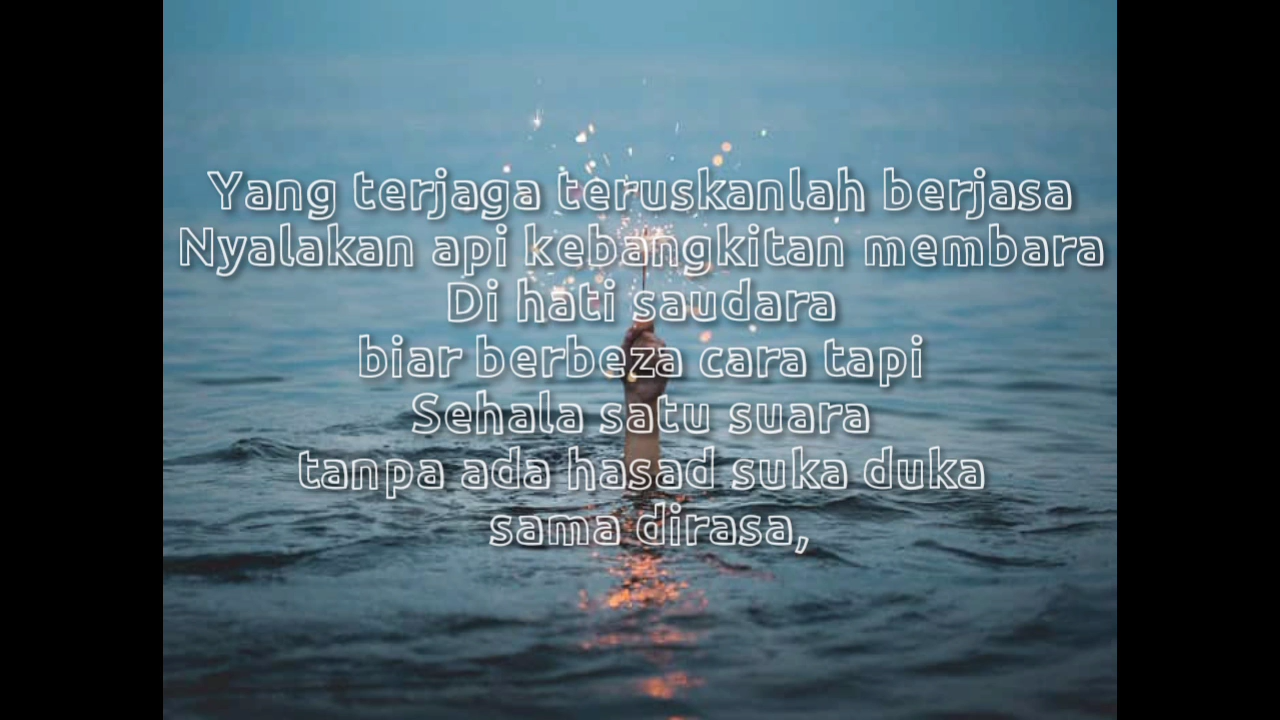 Yang terjaga teruskanlah berjasa
Nyalakan api kebangkitan membara
Di hati saudara
biar berbeza cara tapi
Sehala satu suara
tanpa ada hasad suka duka
sama dirasa,